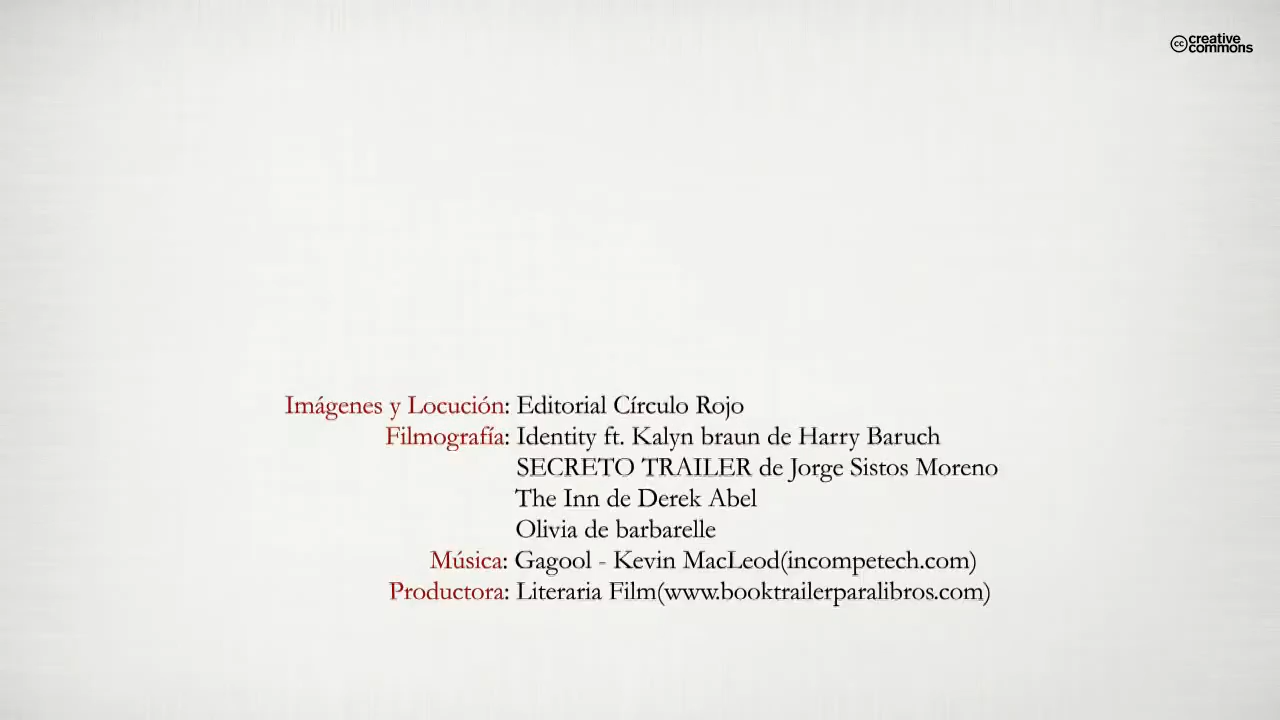 creative
commons
Imágenes y Locución: Editorial Círculo Rojo
Filmografía: Identity ft. Kalyn braun de Harry Baruch
SECRETO TRAILER de Jorge Sistos Moreno
The Inn de Derek Abel
Olivia de barbarelle
Música: Gagool - Kevin MacLeod(incompetech.com)
Productora: Literaria Film(www.booktrailerparalibros.com)